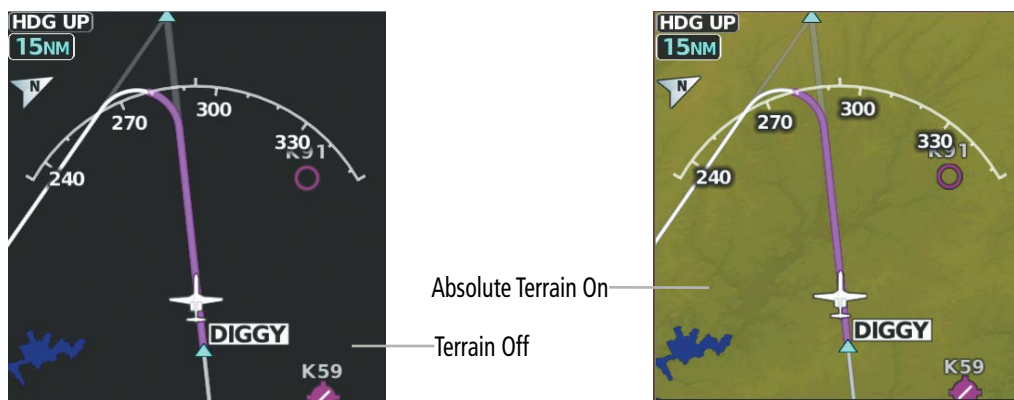 HDG UP
15NM
N
270
300
330
K91
240
DIGGY
K59
Absolute Terrain On
Terrain Off
HDG UP
15NM
N
270
300
330
K91
240
DIGGY
K59